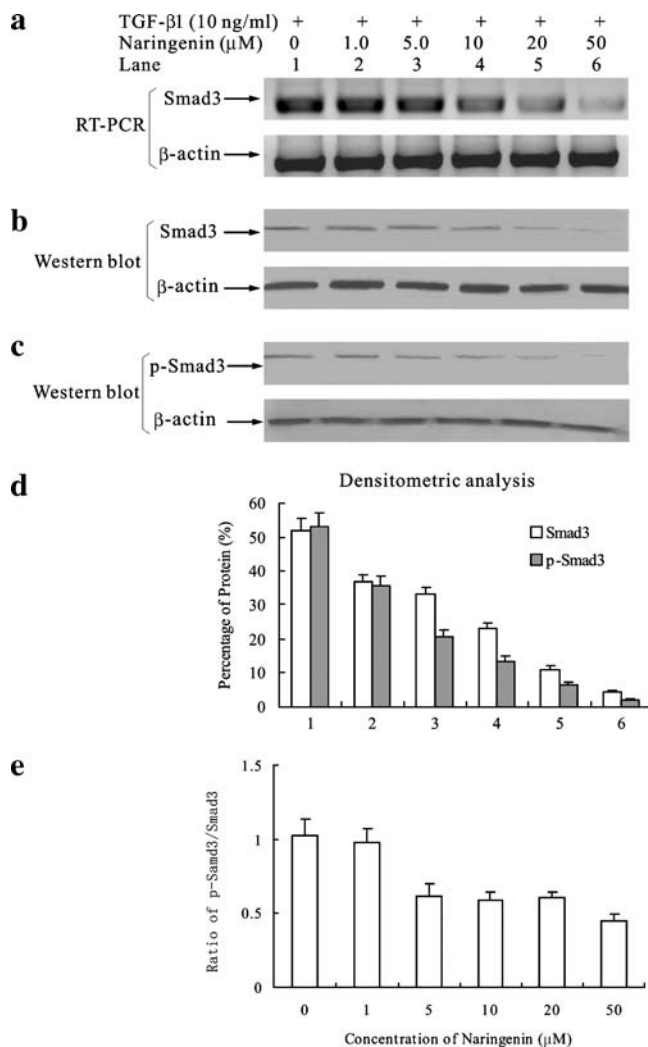 a
TGF-β1 (10 ng/ml) + + + + + +
Naringenin (μM) 0 1.0 5.0 10 20 50
Lane 1 2 3 4 5 6
RT-PCR
Smad3
β-actin
b
Western blot
Smad3
β-actin
c
Western blot
p-Smad3
β-actin
d
Densitometric analysis
Percentage of Protein (%)
60
50
40
30
20
10
0
Smad3
p-Smad3
1 2 3 4 5 6
e
Ratio of p-Samd3/Smad3
1.5
1
0.5
0
0 1 5 10 20 50
Concentration of Naringenin (μM)